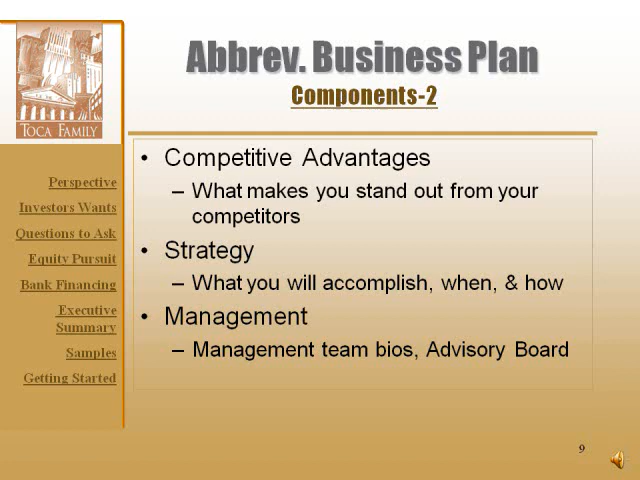 Abbrev. Business Plan
Components-2
TOCA FAMILY
Perspective
Investors Wants
Questions to Ask
Equity Pursuit
Bank Financing
Executive
Summary
Samples
Getting Started
• Competitive Advantages
– What makes you stand out from your
competitors
• Strategy
– What you will accomplish, when, & how
• Management
– Management team bios, Advisory Board
9